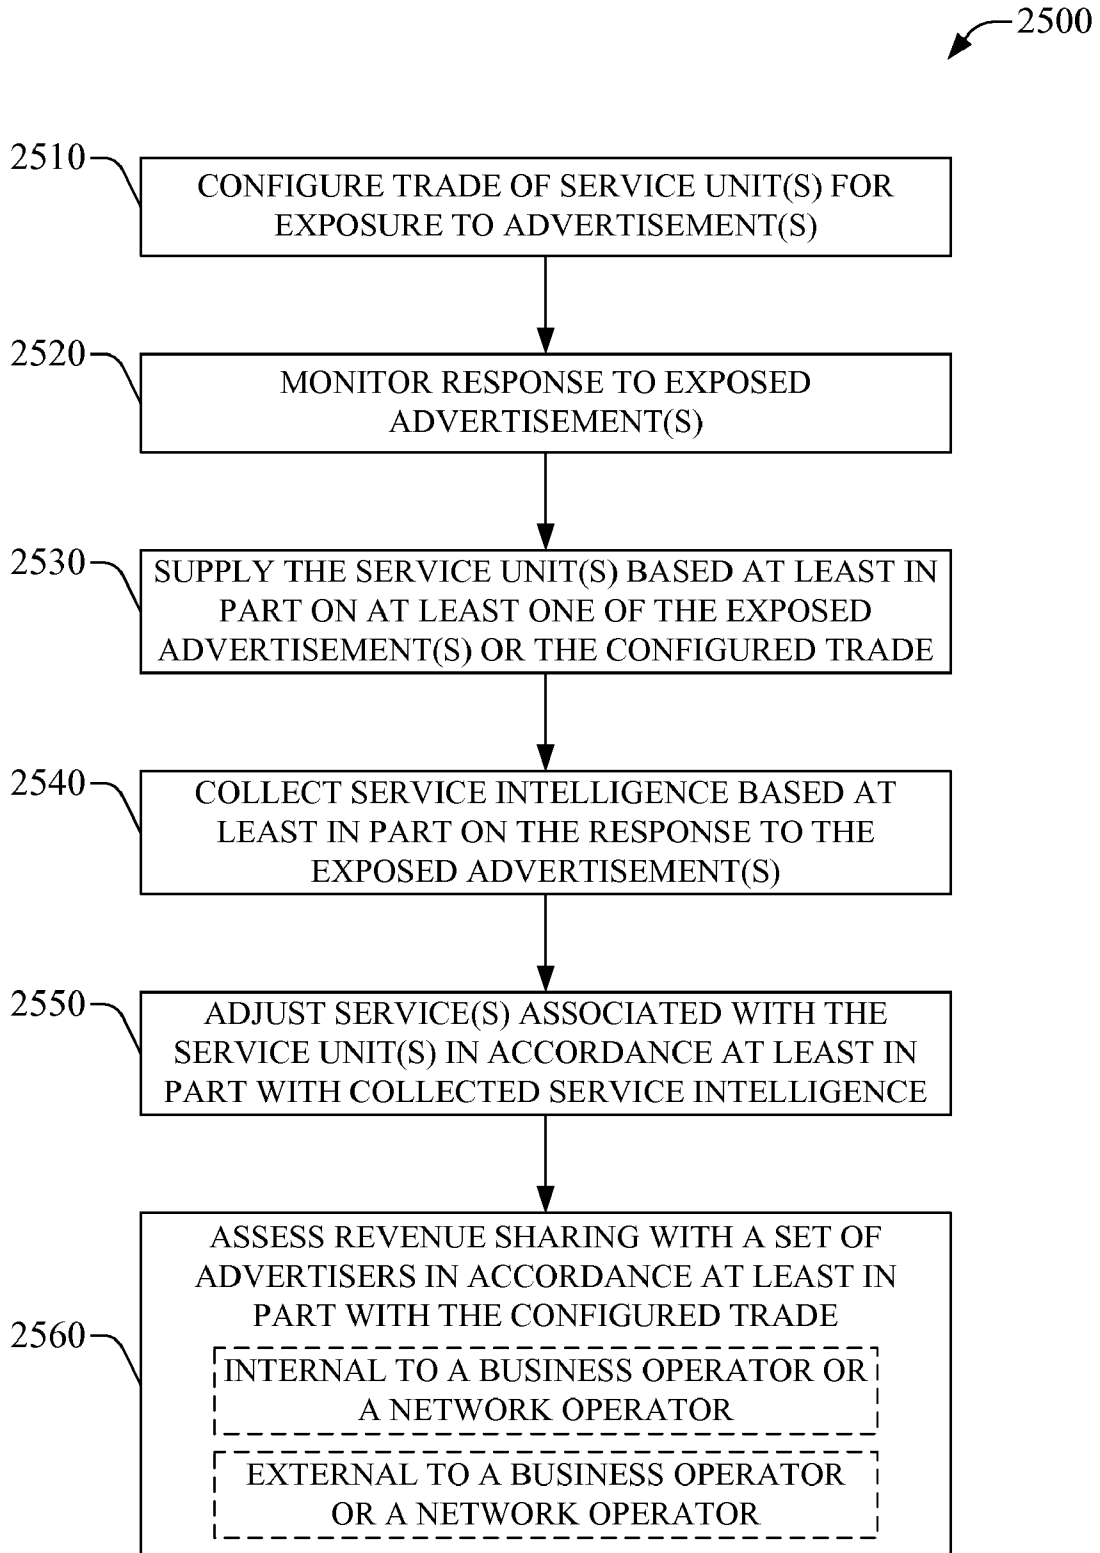 2500
2510
CONFIGURE TRADE OF SERVICE UNIT(S) FOR
EXPOSURE TO ADVERTISEMENT(S)
2520
MONITOR RESPONSE TO EXPOSED
ADVERTISEMENT(S)
2530
SUPPLY THE SERVICE UNIT(S) BASED AT LEAST IN
PART ON AT LEAST ONE OF THE EXPOSED
ADVERTISEMENT(S) OR THE CONFIGURED TRADE
2540
COLLECT SERVICE INTELLIGENCE BASED AT
LEAST IN PART ON THE RESPONSE TO THE
EXPOSED ADVERTISEMENT(S)
2550
ADJUST SERVICE(S) ASSOCIATED WITH THE
SERVICE UNIT(S) IN ACCORDANCE AT LEAST IN
PART WITH COLLECTED SERVICE INTELLIGENCE
2560
ASSESS REVENUE SHARING WITH A SET OF
ADVERTISERS IN ACCORDANCE AT LEAST IN
PART WITH THE CONFIGURED TRADE
INTERNAL TO A BUSINESS OPERATOR OR
A NETWORK OPERATOR
EXTERNAL TO A BUSINESS OPERATOR
OR A NETWORK OPERATOR